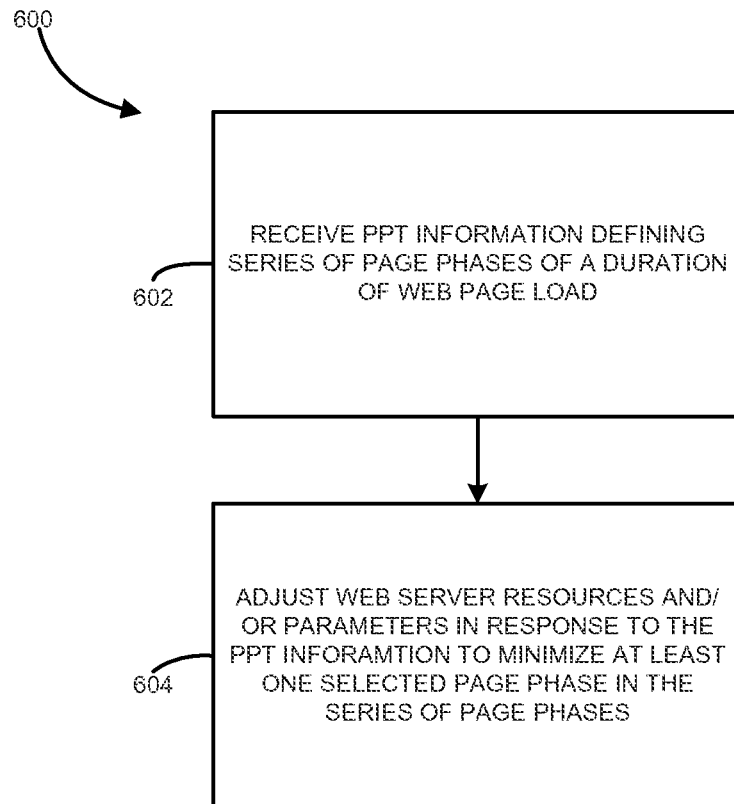 600
RECEIVE PPT INFORMATION DEFINING
SERIES OF PAGE PHASES OF A DURATION
OF WEB PAGE LOAD
602
ADJUST WEB SERVER RESOURCES AND/
OR PARAMETERS IN RESPONSE TO THE
PPT INFORAMTION TO MINIMIZE AT LEAST
ONE SELECTED PAGE PHASE IN THE
SERIES OF PAGE PHASES
604